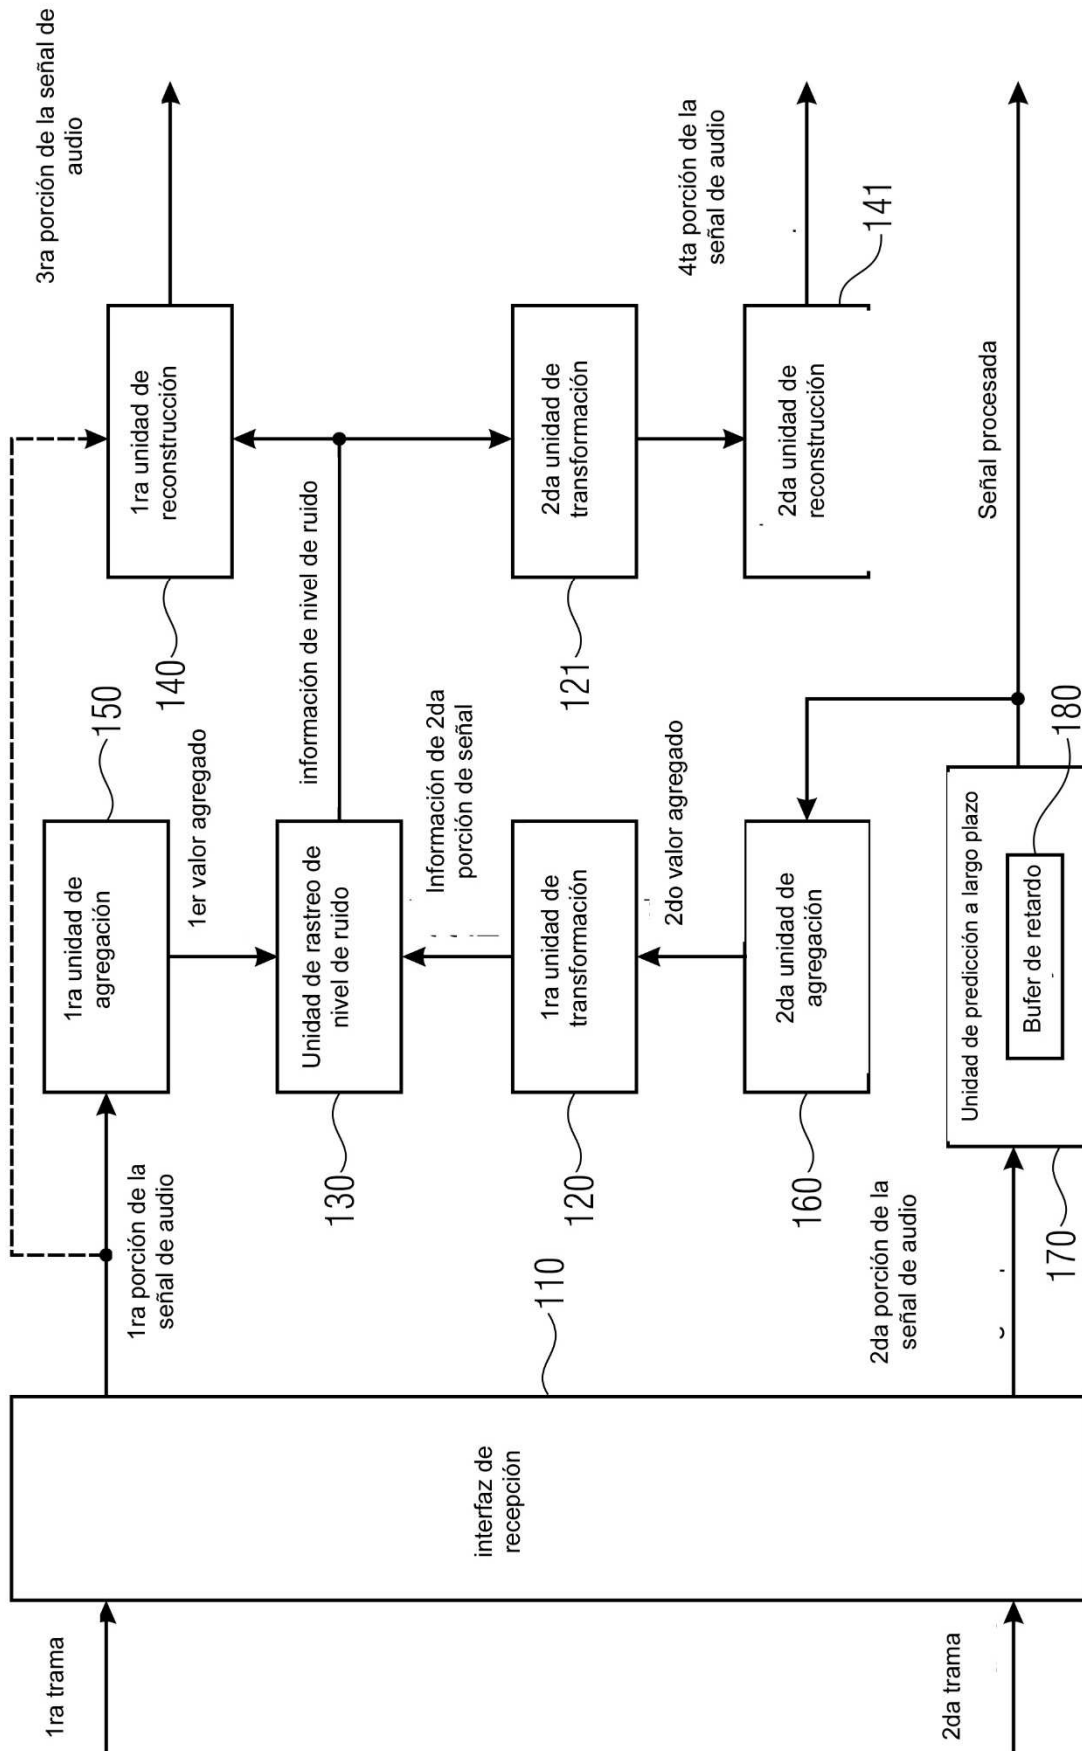 1ra trama
2da trama
interfaz de
recepción
110
1ra porción de la
señal de audio
2da porción de la
señal de audio
1ra unidad de
agregación
150
1er valor agregado
Unidad de rastreo de
nivel de ruido
130
Información de 2da
porción de señal
1ra unidad de
transformación
120
2do valor agregado
2da unidad de
agregación
160
Unidad de predicción a largo plazo
Bufer de retardo
180
170
información de nivel de ruido
1ra unidad de
reconstrucción
140
2da unidad de
transformación
121
2da unidad de
reconstrucción
141
3ra porción de la señal de
audio
4ta porción de la
señal de audio
Señal procesada